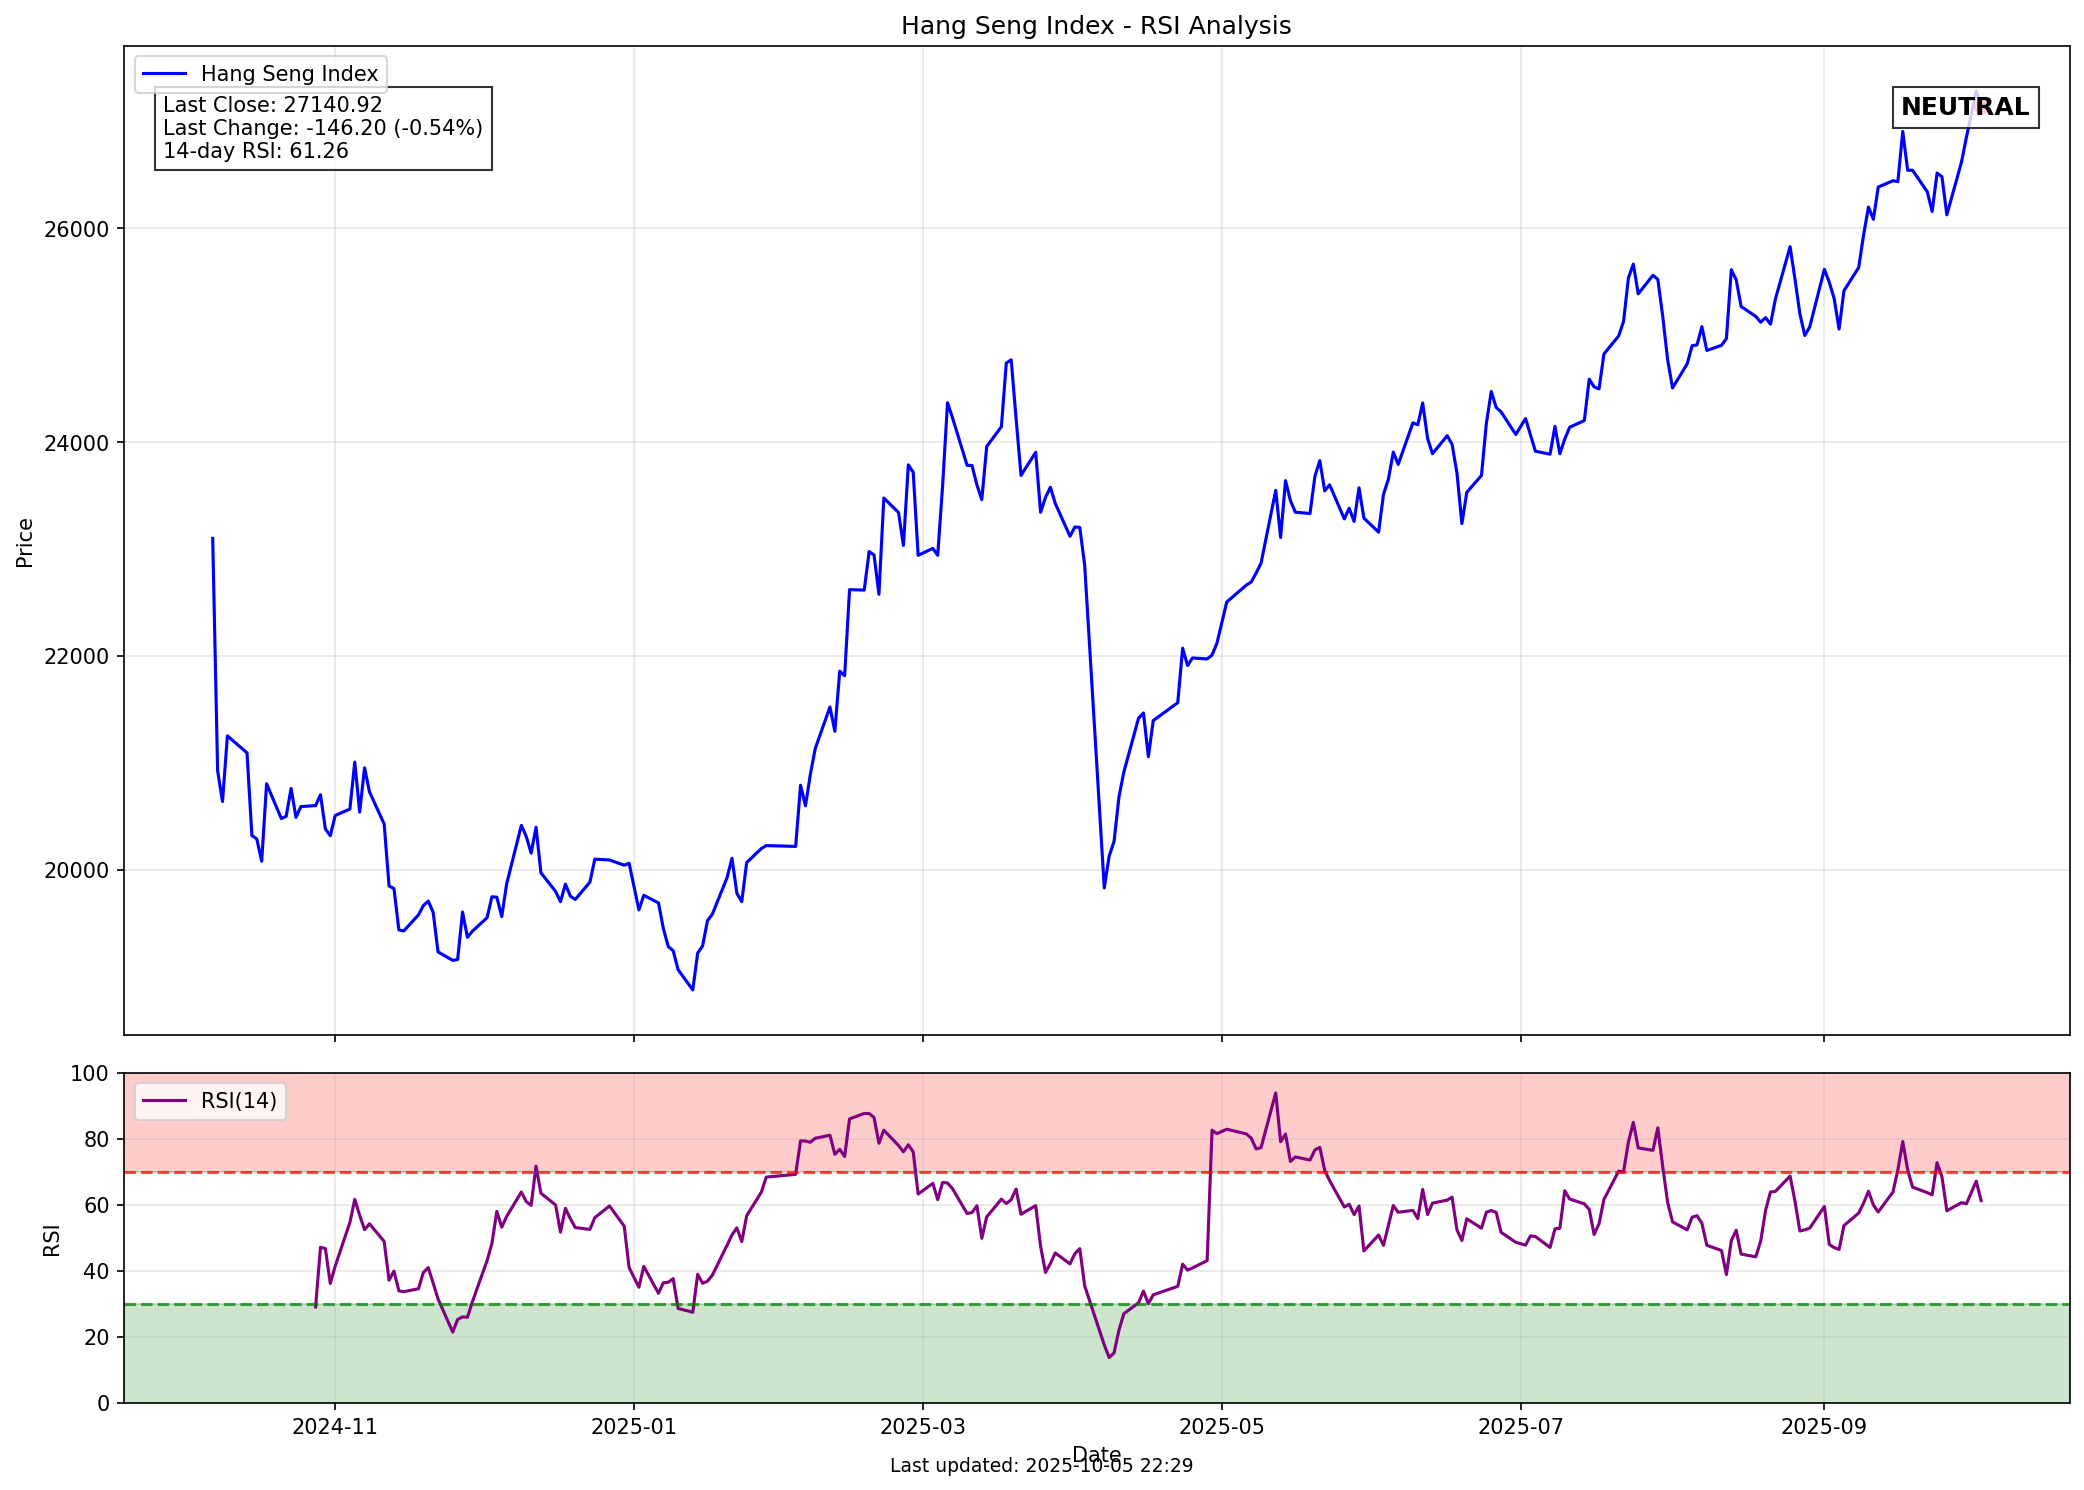 Hang Seng Index - RSI Analysis
Hang Seng Index
Last Close: 27140.92
Last Change: -146.20 (-0.54%)
14-day RSI: 61.26
NEUTRAL
Price
26000
24000
22000
20000
RSI(14)
RSI
100
80
60
40
20
0
2024-11
2025-01
2025-03
2025-05
2025-07
2025-09
Date
Last updated: 2025-10-05 22:29